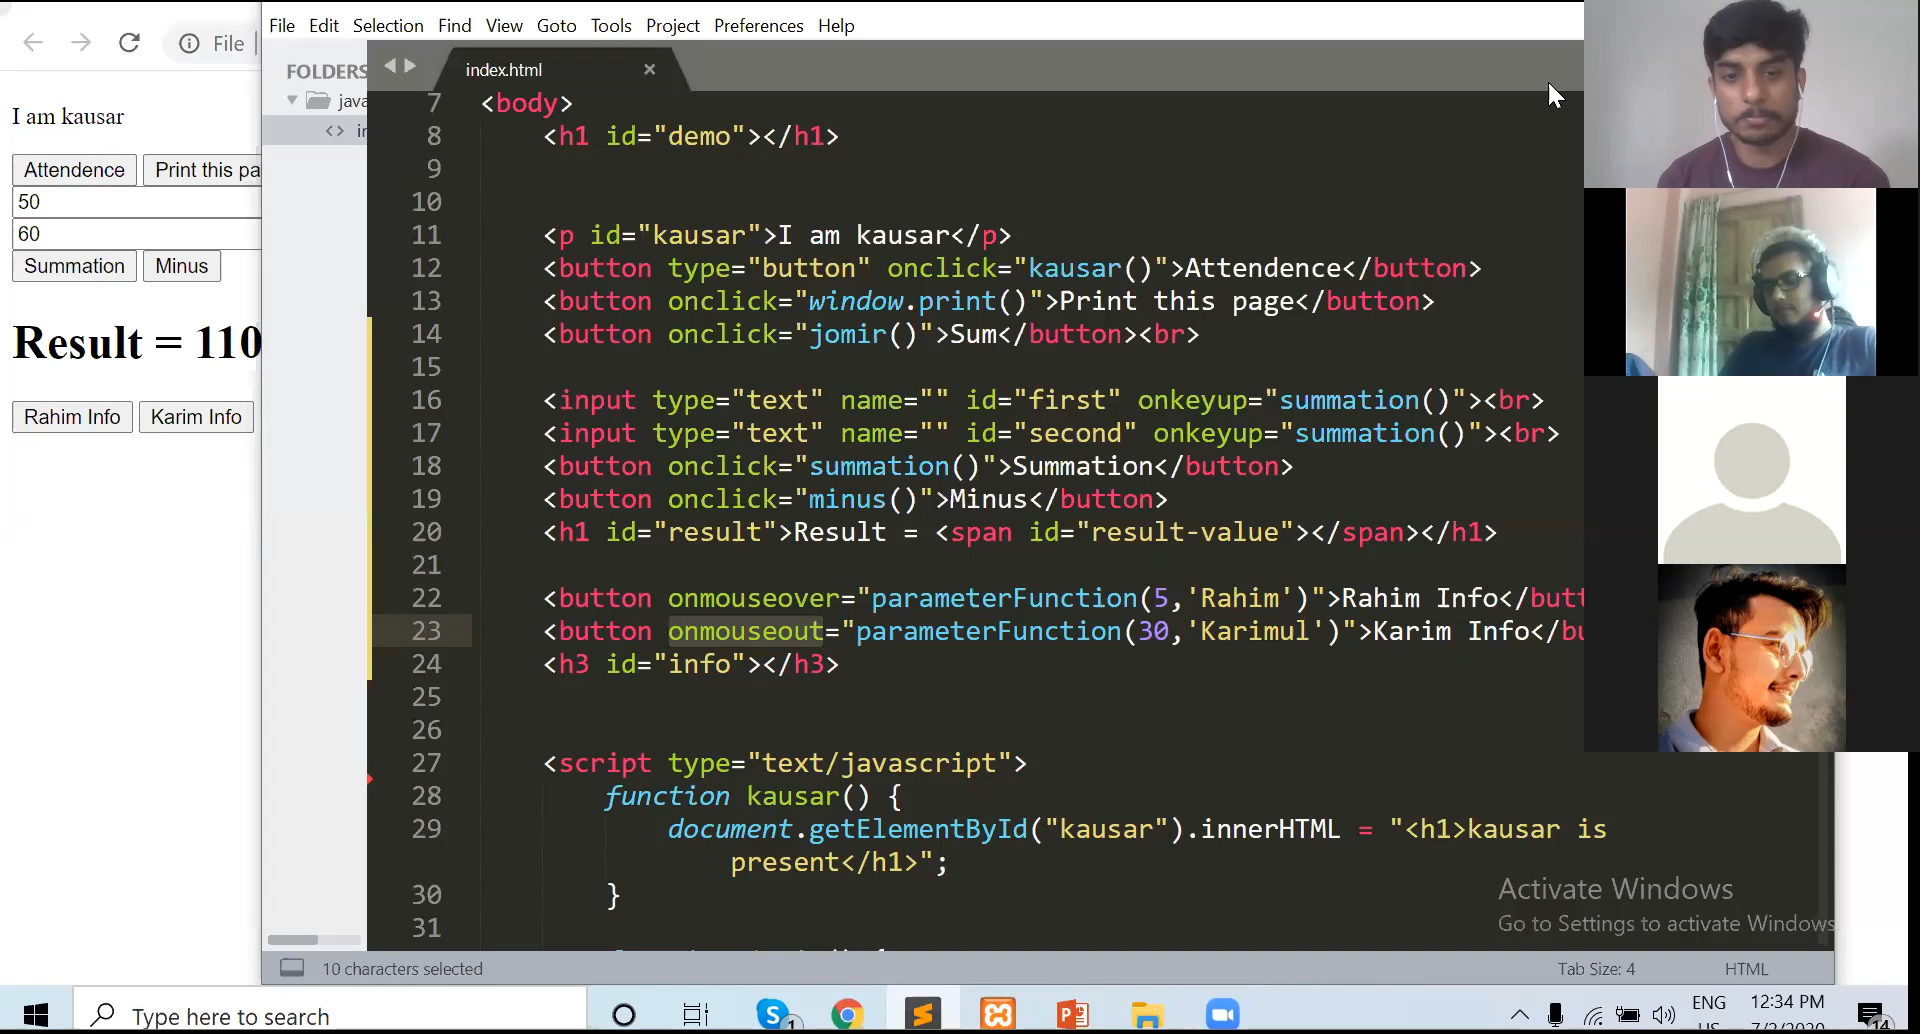 File Edit Selection Find View Goto Tools Project Preferences Help
File
FOLDERS
index.html
java
I am kausar
Attendence Print this pa
50
60
Summation Minus
Result = 110
Rahim Info Karim Info
7 <body>
8 <h1 id="demo"></h1>
9
10
11 <p id="kausar">I am kausar</p>
12 <button type="button" onclick="kausar()">Attendence</button>
13 <button onclick="window.print()">Print this page</button>
14 <button onclick="jomir()">Sum</button><br>
15
16 <input type="text" name="" id="first" onkeyup="summation()"><br>
17 <input type="text" name="" id="second" onkeyup="summation()"><br>
18 <button onclick="summation()">Summation</button>
19 <button onclick="minus()">Minus</button>
20 <h1 id="result">Result = <span id="result-value"></span></h1>
21
22 <button onmouseover="parameterFunction(5,'Rahim')">Rahim Info</butt
23 <button onmouseout="parameterFunction(30,'Karimul')">Karim Info</bu
24 <h3 id="info"></h3>
25
26
27 <script type="text/javascript">
28 function kausar() {
29 document.getElementById("kausar").innerHTML = "<h1>kausar is
present</h1>";
30 }
31
Activate Windows
Go to Settings to activate Windows.
10 characters selected Tab Size: 4 HTML
Type here to search
ENG 12:34 PM